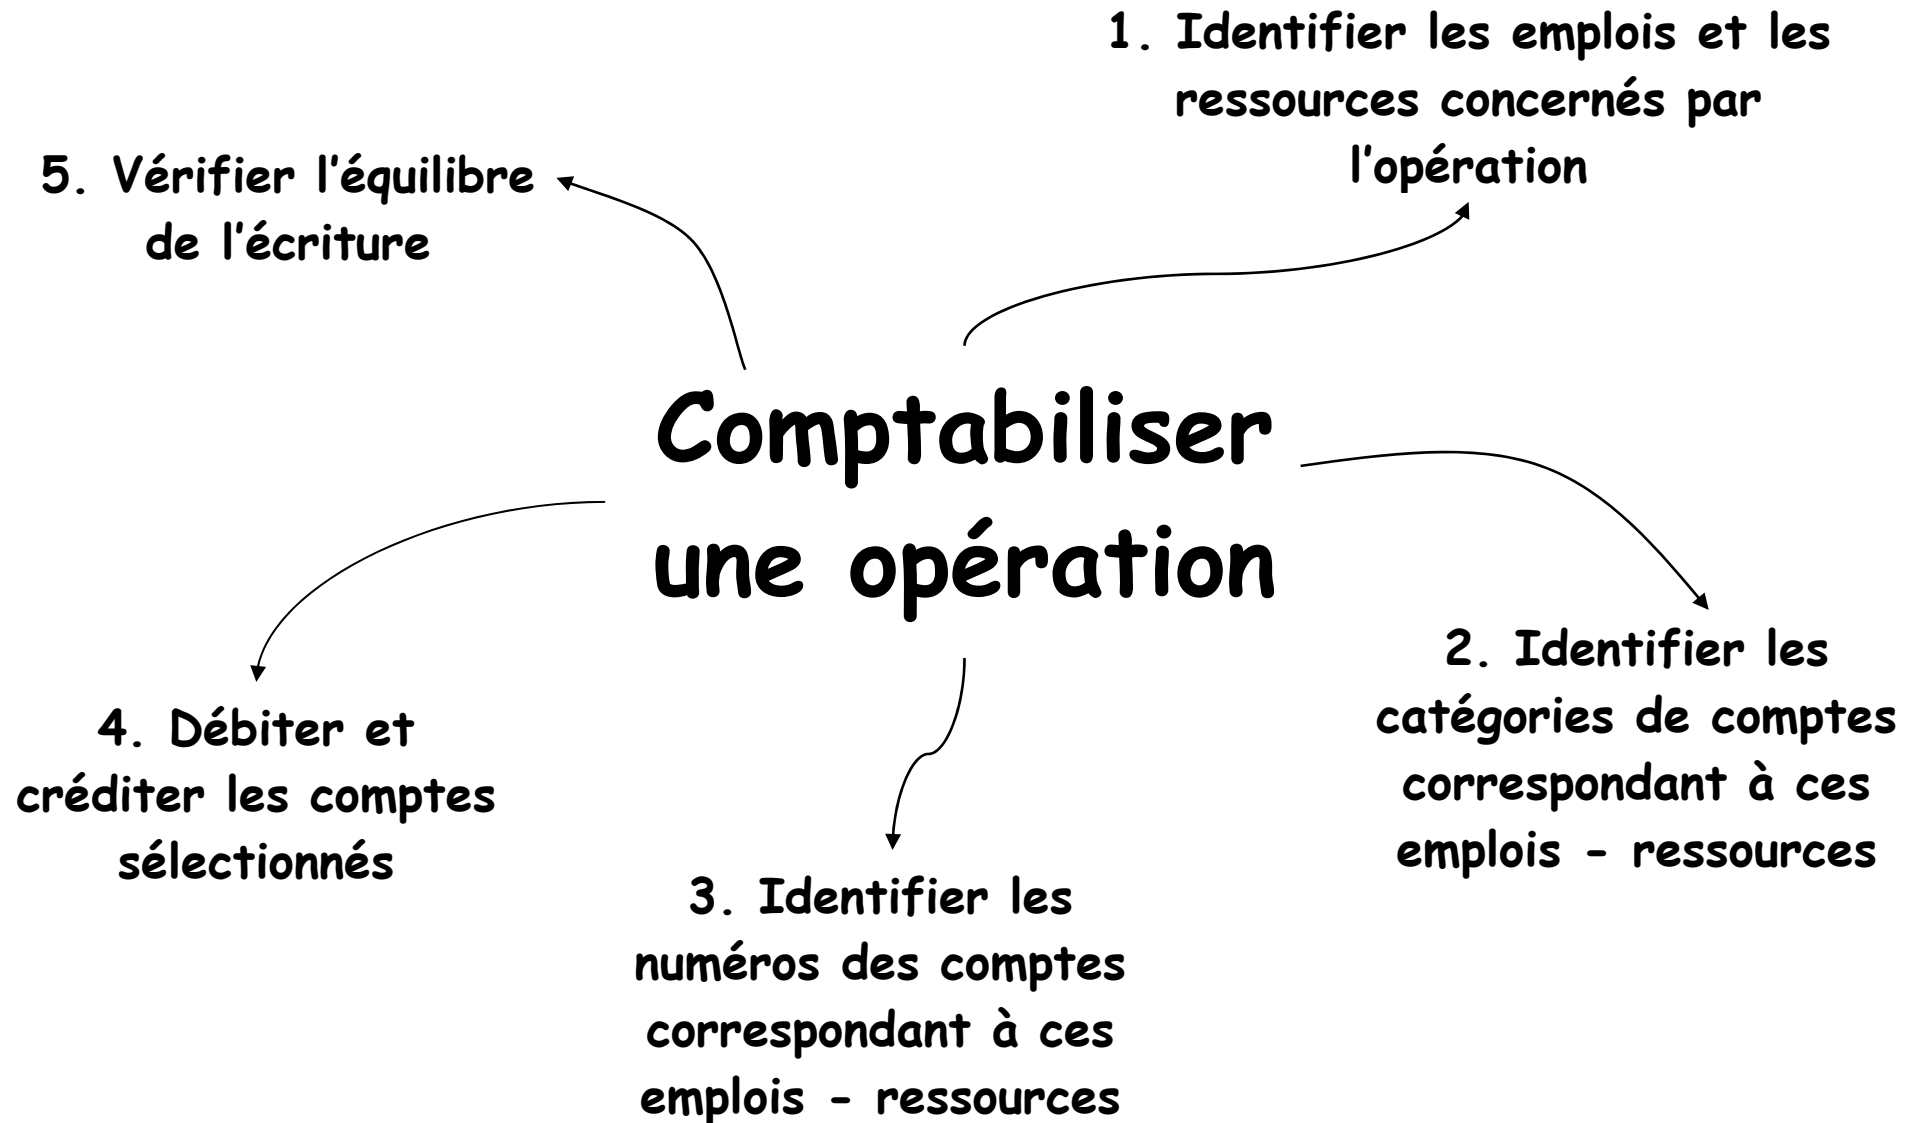 Comptabiliser
une opération
1. Identifier les emplois et les
ressources concernés par
l'opération
2. Identifier les
catégories de comptes
correspondant à ces
emplois - ressources
3. Identifier les
numéros des comptes
correspondant à ces
emplois - ressources
4. Débiter et
créditer les comptes
sélectionnés
5. Vérifier l'équilibre
de l'écriture